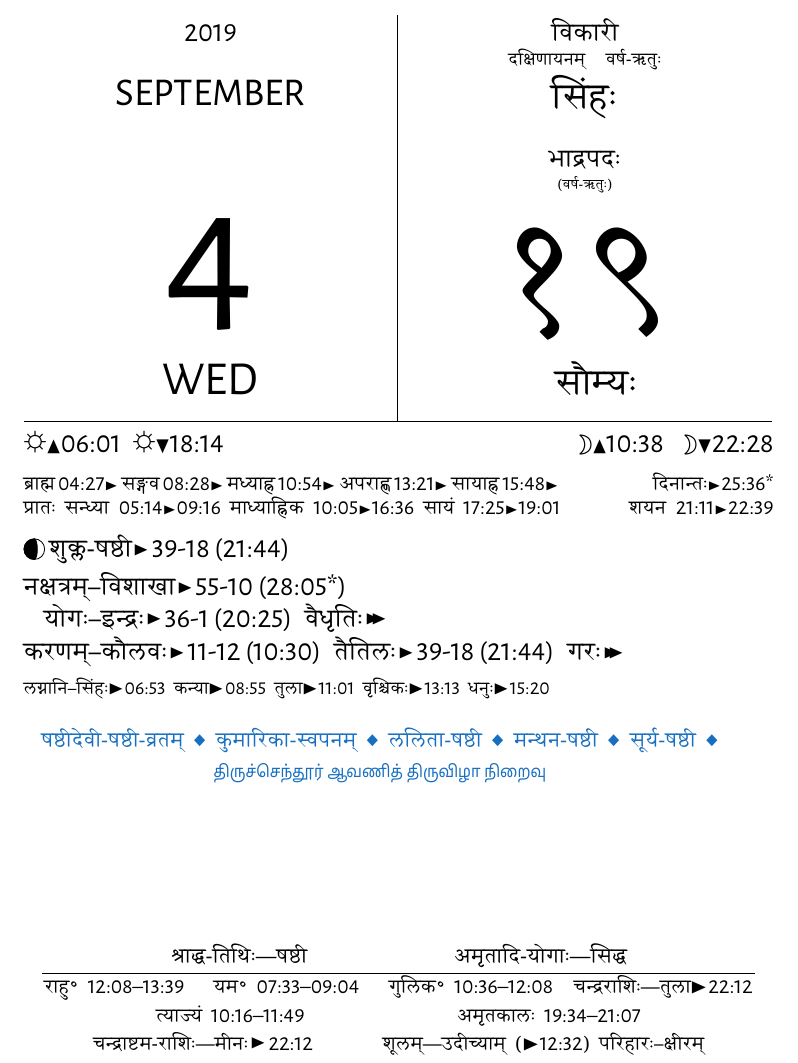 2019
SEPTEMBER
4
WED
विकारी
दक्षिणायनम् वर्ष-ऋतुः
सिंहः
भाद्रपदः
(वर्ष-ऋतुः)
१९
सौम्यः
☼▲06:01 ☼▼18:14
☽▲10:38 ☽▼22:28
ब्राह्म 04:27► सङ्गव 08:28► मध्याह्न 10:54► अपराह्ण 13:21► सायाह्न 15:48► दिनान्तः►25:36*
प्रातः सन्ध्या 05:14►09:16 माध्याह्निक 10:05►16:36 सायं 17:25►19:01 शयन 21:11►22:39
शुक्ल-षष्ठी►39-18 (21:44)
नक्षत्रम्–विशाखा►55-10 (28:05*)
योगः–इन्द्रः►36-1 (20:25) वैधृतिः►►
करणम्–कौलवः►11-12 (10:30) तैतिलः►39-18 (21:44) गरः►►
लग्नानि–सिंहः►06:53 कन्या►08:55 तुला►11:01 वृश्चिकः►13:13 धनुः►15:20
षष्ठीदेवी-षष्ठी-व्रतम् ◆ कुमारिका-स्वपनम् ◆ ललिता-षष्ठी ◆ मन्थन-षष्ठी ◆ सूर्य-षष्ठी ◆
திருச்செந்தூர் ஆவணித் திருவிழா நிறைவு
श्राद्ध-तिथिः—षष्ठी अमृतादि-योगाः—सिद्ध
राहु° 12:08–13:39 यम° 07:33–09:04 गुलिक° 10:36–12:08 चन्द्रराशिः—तुला►22:12
त्याज्यं 10:16–11:49 अमृतकालः 19:34–21:07
चन्द्राष्टम-राशिः—मीनः►22:12 शूलम्—उदीच्याम् (►12:32) परिहारः–क्षीरम्